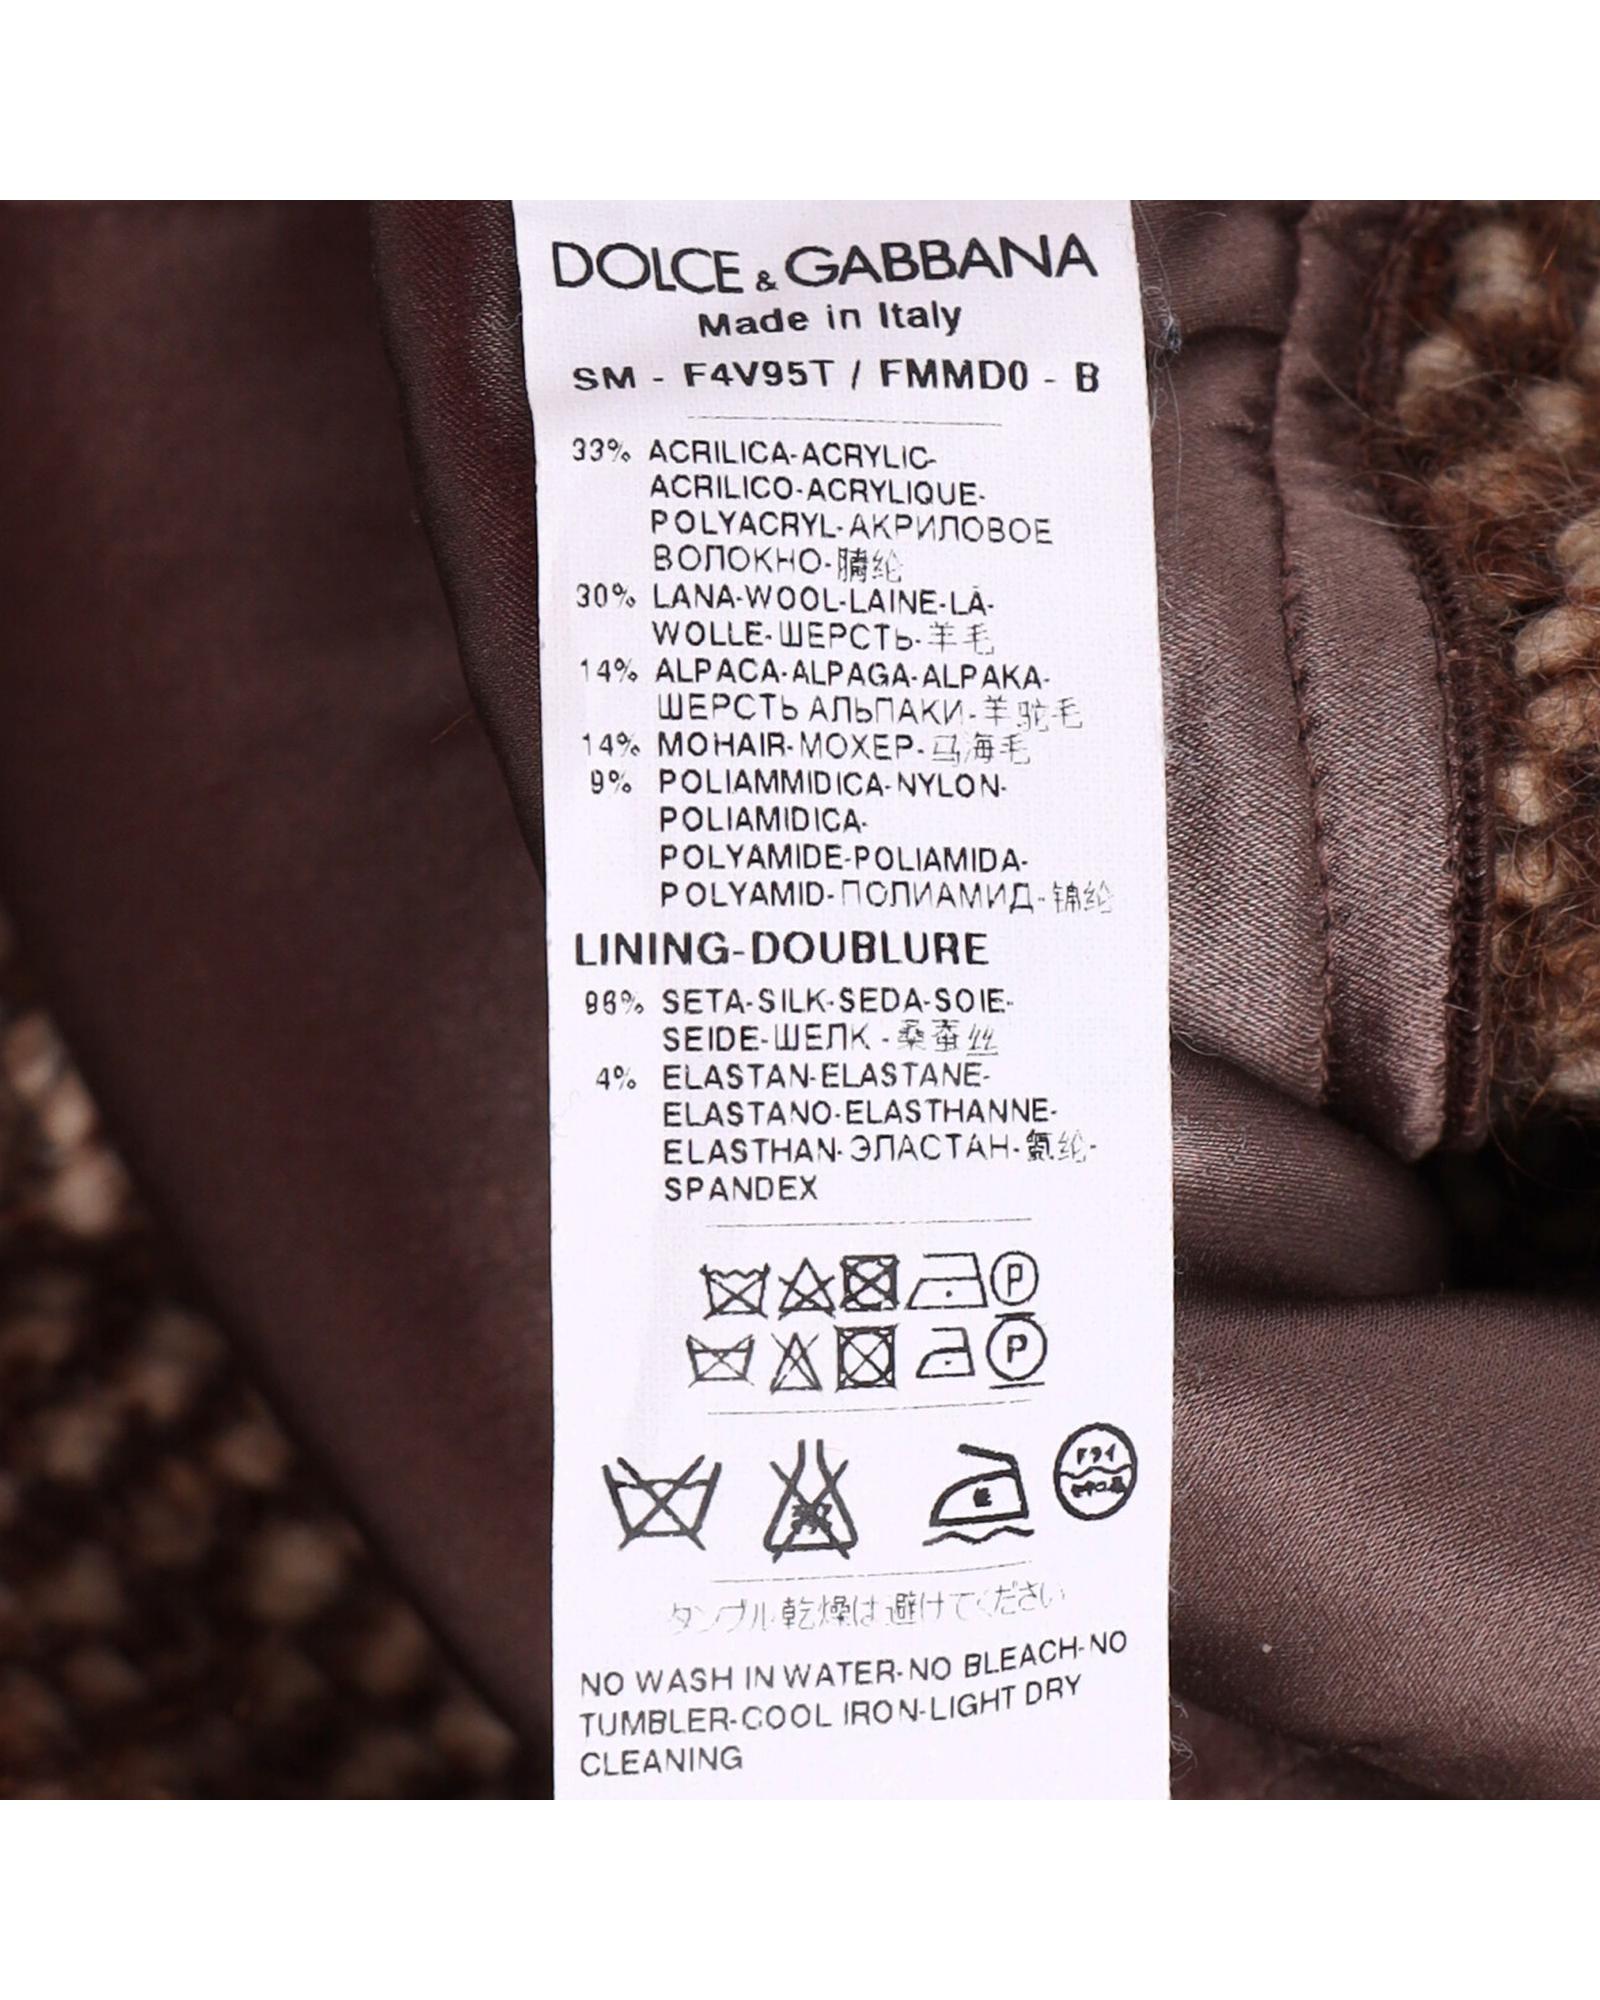 DOLCE & GABBANA
Made in Italy
SM - F4V95T / FMMD0 - B
33% ACRILICA-ACRYLIC-
ACRILICO-ACRYLIQUE-
POLYACRYL-АКРИЛОВОЕ
ВОЛОКНО-腈纶
30% LANA-WOOL-LAINE-LÃ-
WOLLE-ШЕРСТЬ-羊毛
14% ALPACA-ALPAGA-ALPAKA-
ШЕРСТЬ АЛЬПАКИ-羊驼毛
14% MOHAIR-МОХЕР-马海毛
9% POLIAMMIDICA-NYLON-
POLIAMIDICA-
POLYAMIDE-POLIAMIDA-
POLYAMID-ПОЛИАМИД-锦纶
LINING-DOUBLURE
96% SETA-SILK-SEDA-SOIE-
SEIDE-ШЕЛК-桑蚕丝
4% ELASTAN-ELASTANE-
ELASTANO-ELASTHANNE-
ELASTHAN-ЭЛАСТАН-氨纶-
SPANDEX
P
P
ドライ
タンブル乾燥は避けてください
NO WASH IN WATER-NO BLEACH-NO
TUMBLER-COOL IRON-LIGHT DRY
CLEANING